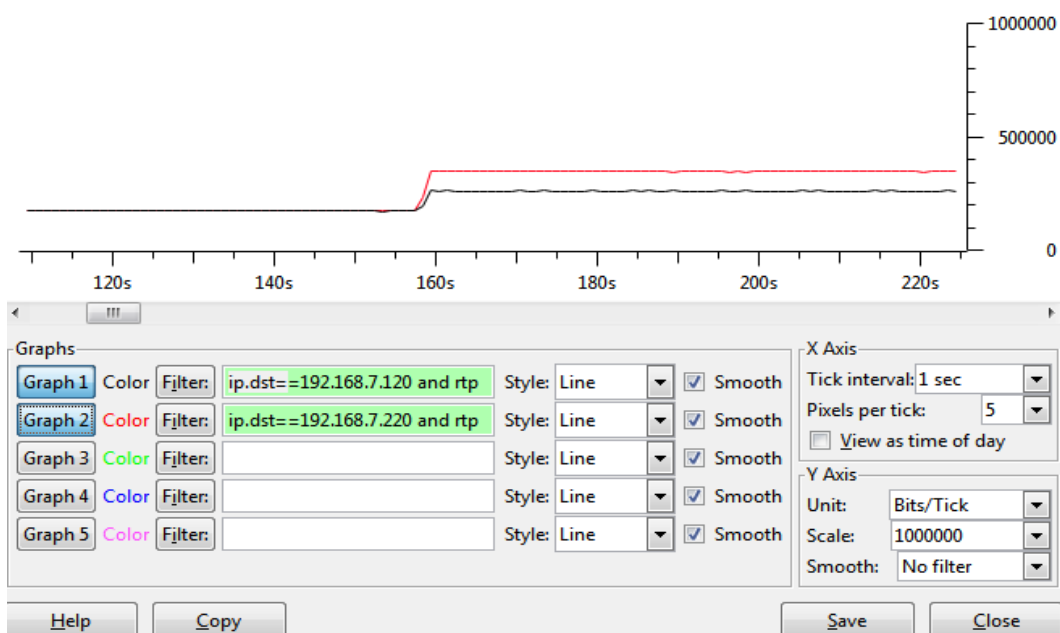 1000000
500000
0
120s 140s 160s 180s 200s 220s
Graphs
Graph 1 Color Filter: ip.dst==192.168.7.120 and rtp Style: Line Smooth
Graph 2 Color Filter: ip.dst==192.168.7.220 and rtp Style: Line Smooth
Graph 3 Color Filter: Style: Line Smooth
Graph 4 Color Filter: Style: Line Smooth
Graph 5 Color Filter: Style: Line Smooth
X Axis
Tick interval: 1 sec
Pixels per tick: 5
View as time of day
Y Axis
Unit: Bits/Tick
Scale: 1000000
Smooth: No filter
Help Copy Save Close